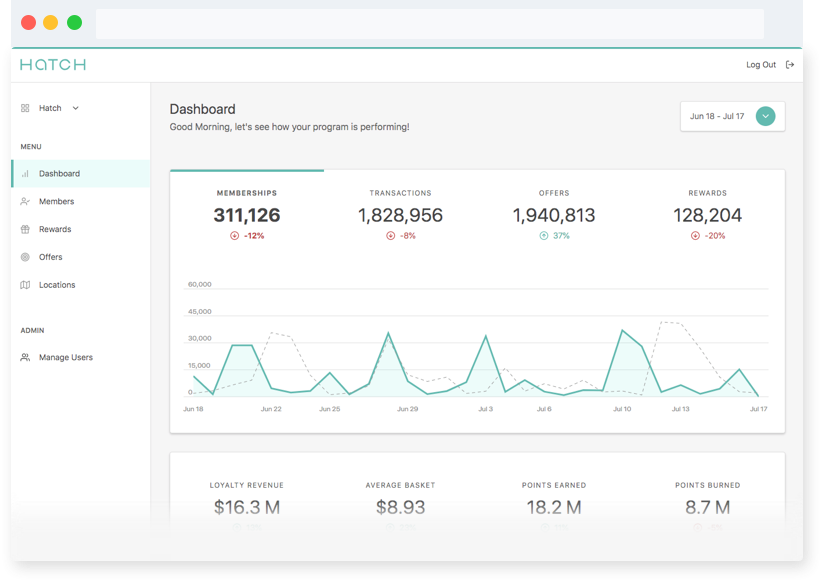 HATCH
Log Out
Hatch
MENU
Dashboard
Members
Rewards
Offers
Locations
ADMIN
Manage Users
Dashboard
Good Morning, let's see how your program is performing!
Jun 18 - Jul 17
MEMBERSHIPS TRANSACTIONS OFFERS REWARDS
311,126 1,828,956 1,940,813 128,204
-12% -8% 37% -20%
60,000
45,000
30,000
15,000
0
Jun 18 Jun 22 Jun 25 Jun 29 Jul 3 Jul 6 Jul 10 Jul 13 Jul 17
LOYALTY REVENUE AVERAGE BASKET POINTS EARNED POINTS BURNED
$16.3 M $8.93 18.2 M 8.7 M